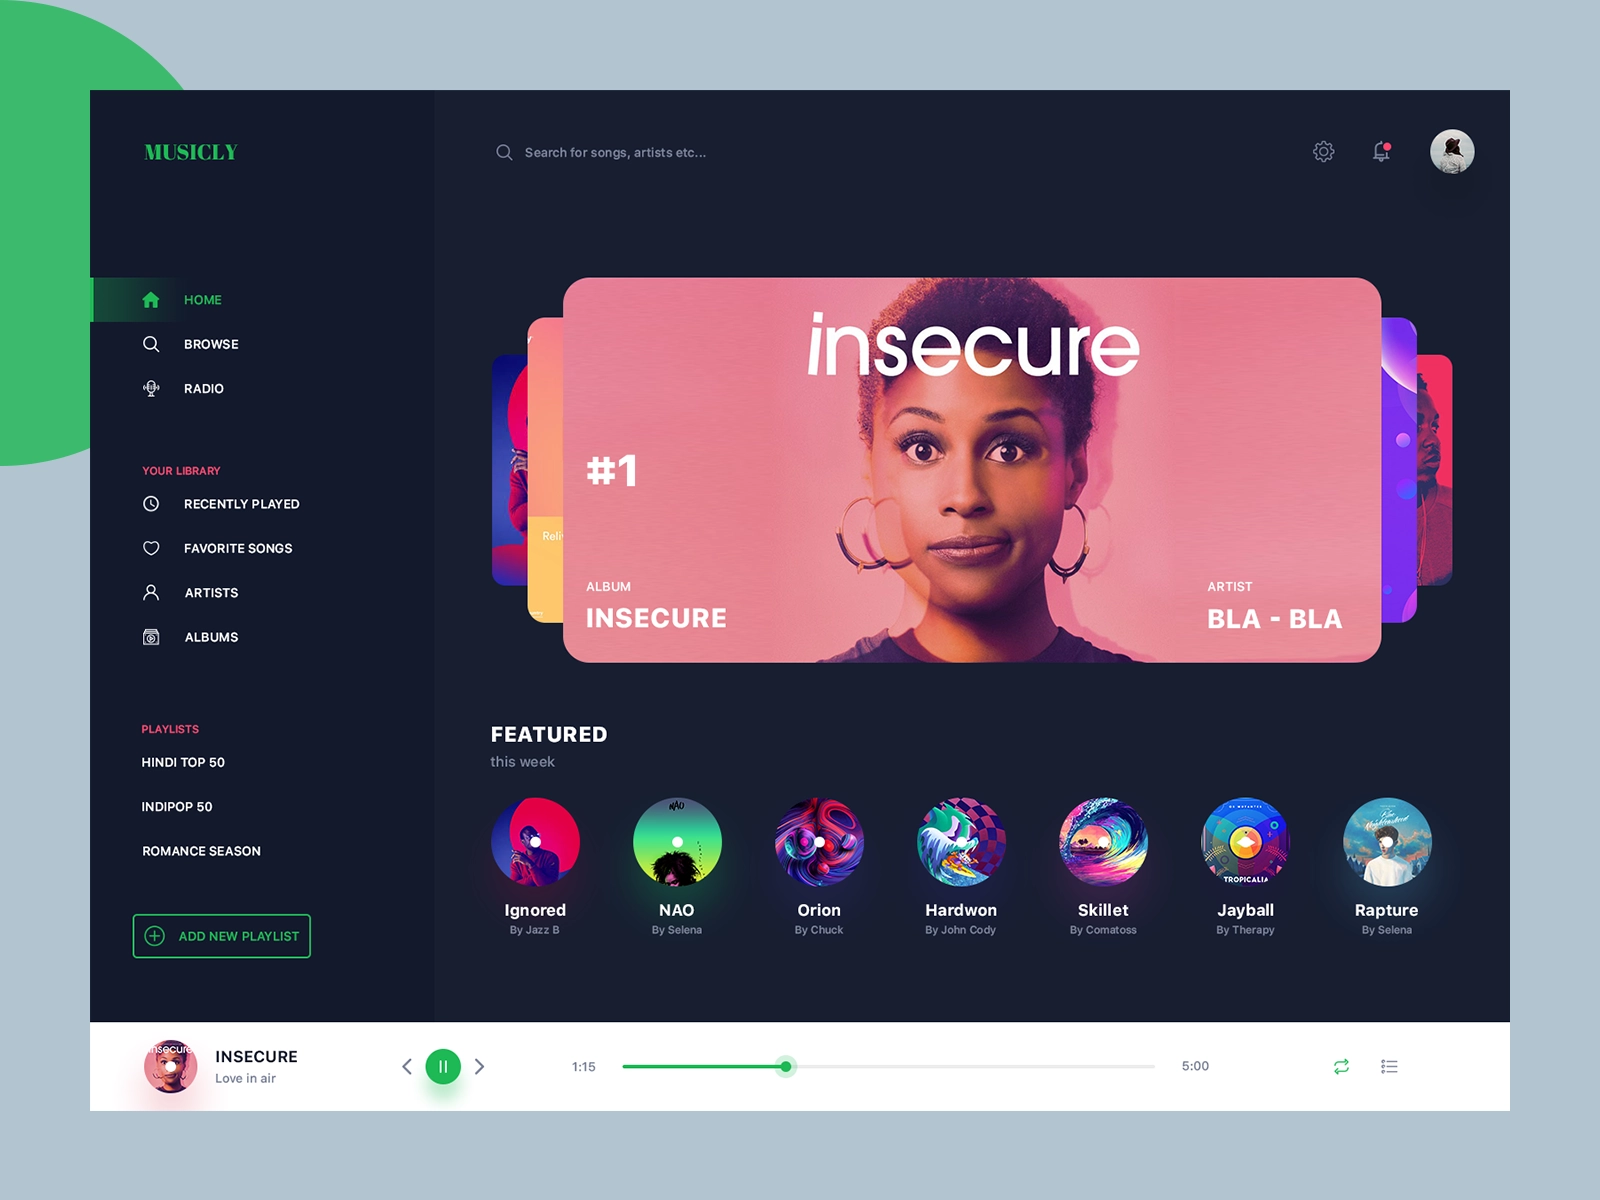 MUSICLY
Search for songs, artists etc...
HOME
BROWSE
RADIO
YOUR LIBRARY
RECENTLY PLAYED
FAVORITE SONGS
ARTISTS
ALBUMS
PLAYLISTS
HINDI TOP 50
INDIPOP 50
ROMANCE SEASON
ADD NEW PLAYLIST
insecure
#1
ALBUM
INSECURE
ARTIST
BLA - BLA
FEATURED
this week
NAO
TROPICALIA
Ignored
By Jazz B
NAO
By Selena
Orion
By Chuck
Hardwon
By John Cody
Skillet
By Comatoss
Jayball
By Therapy
Rapture
By Selena
insecure
INSECURE
Love in air
1:15
5:00